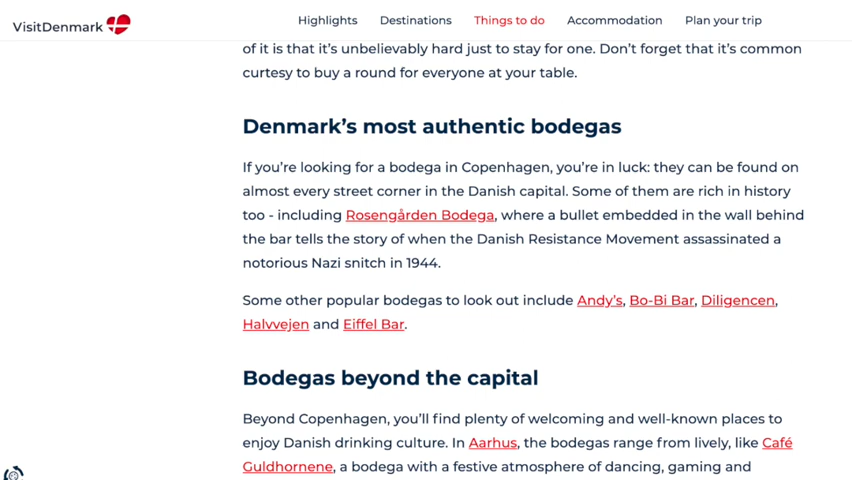 VisitDenmark
Highlights Destinations Things to do Accommodation Plan your trip
of it is that it’s unbelievably hard just to stay for one. Don’t forget that it’s common
curtesy to buy a round for everyone at your table.
Denmark’s most authentic bodegas
If you’re looking for a bodega in Copenhagen, you’re in luck: they can be found on
almost every street corner in the Danish capital. Some of them are rich in history
too - including Rosengården Bodega, where a bullet embedded in the wall behind
the bar tells the story of when the Danish Resistance Movement assassinated a
notorious Nazi snitch in 1944.
Some other popular bodegas to look out include Andy’s, Bo-Bi Bar, Diligencen,
Halvvejen and Eiffel Bar.
Bodegas beyond the capital
Beyond Copenhagen, you’ll find plenty of welcoming and well-known places to
enjoy Danish drinking culture. In Aarhus, the bodegas range from lively, like Café
Guldhornene, a bodega with a festive atmosphere of dancing, gaming and